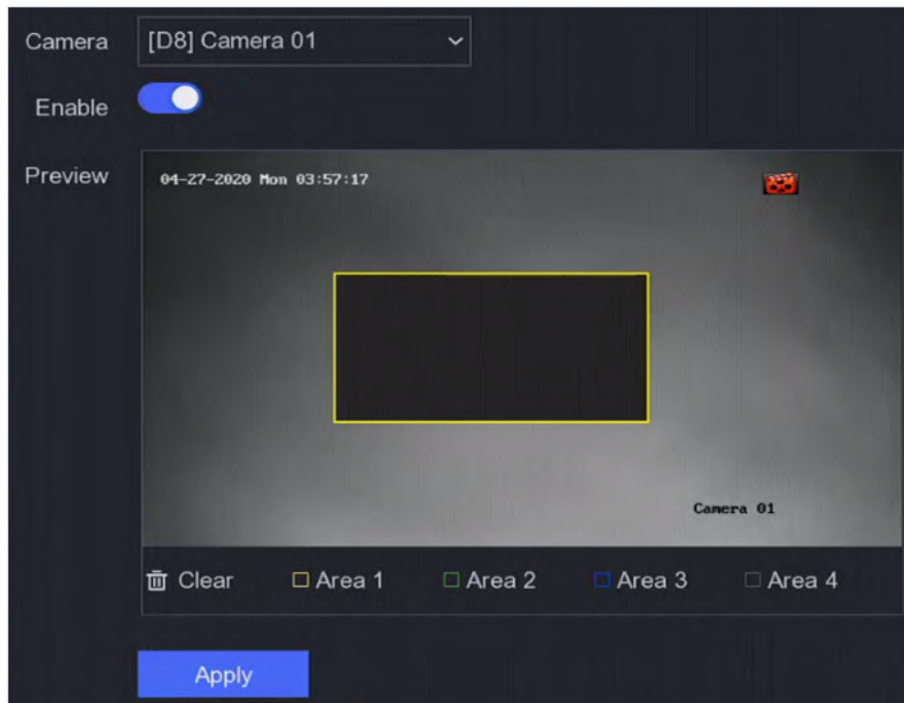 Camera [D8] Camera 01
Enable
Preview
04-27-2020 Mon 03:57:17
Camera 01
Clear Area 1 Area 2 Area 3 Area 4
Apply